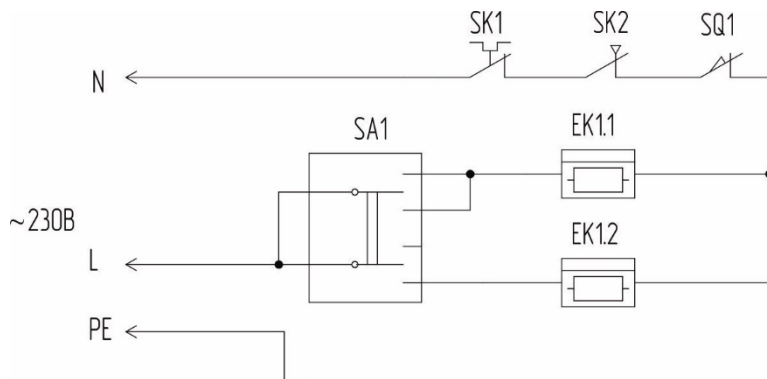 SK1 SK2 SQ1
N
SA1 EK1.1
~230В
EK1.2
L
PE